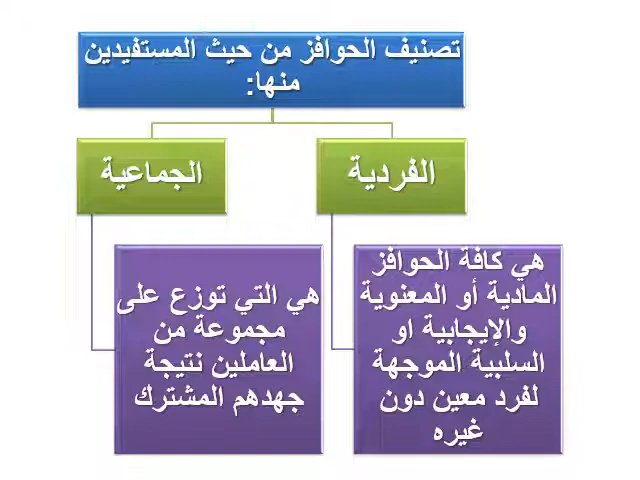 تصنيف الحوافز من حيث المستفيدين
منها:
الفردية
الجماعية
هي كافة الحوافز
المادية أو المعنوية
والإيجابية او
السلبية الموجهة
لفرد معين دون
غيره
هي التي توزع على
مجموعة من
العاملين نتيجة
جهدهم المشترك